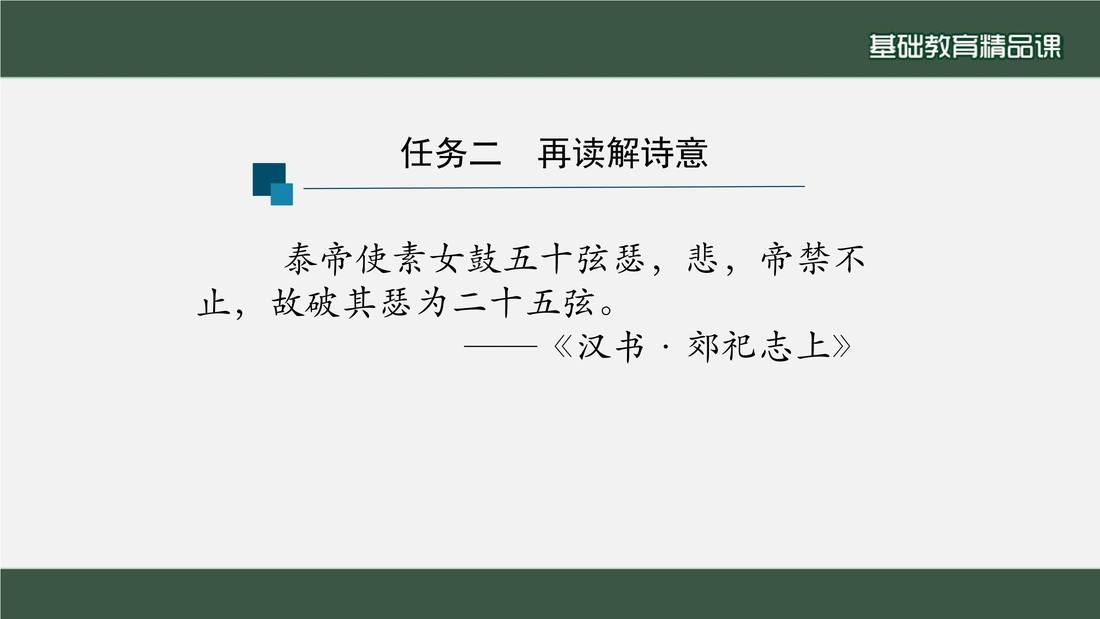 基础教育精品课
任务二 再读解诗意
泰帝使素女鼓五十弦瑟，悲，帝禁不
止，故破其瑟为二十五弦。
——《汉书·郊祀志上》